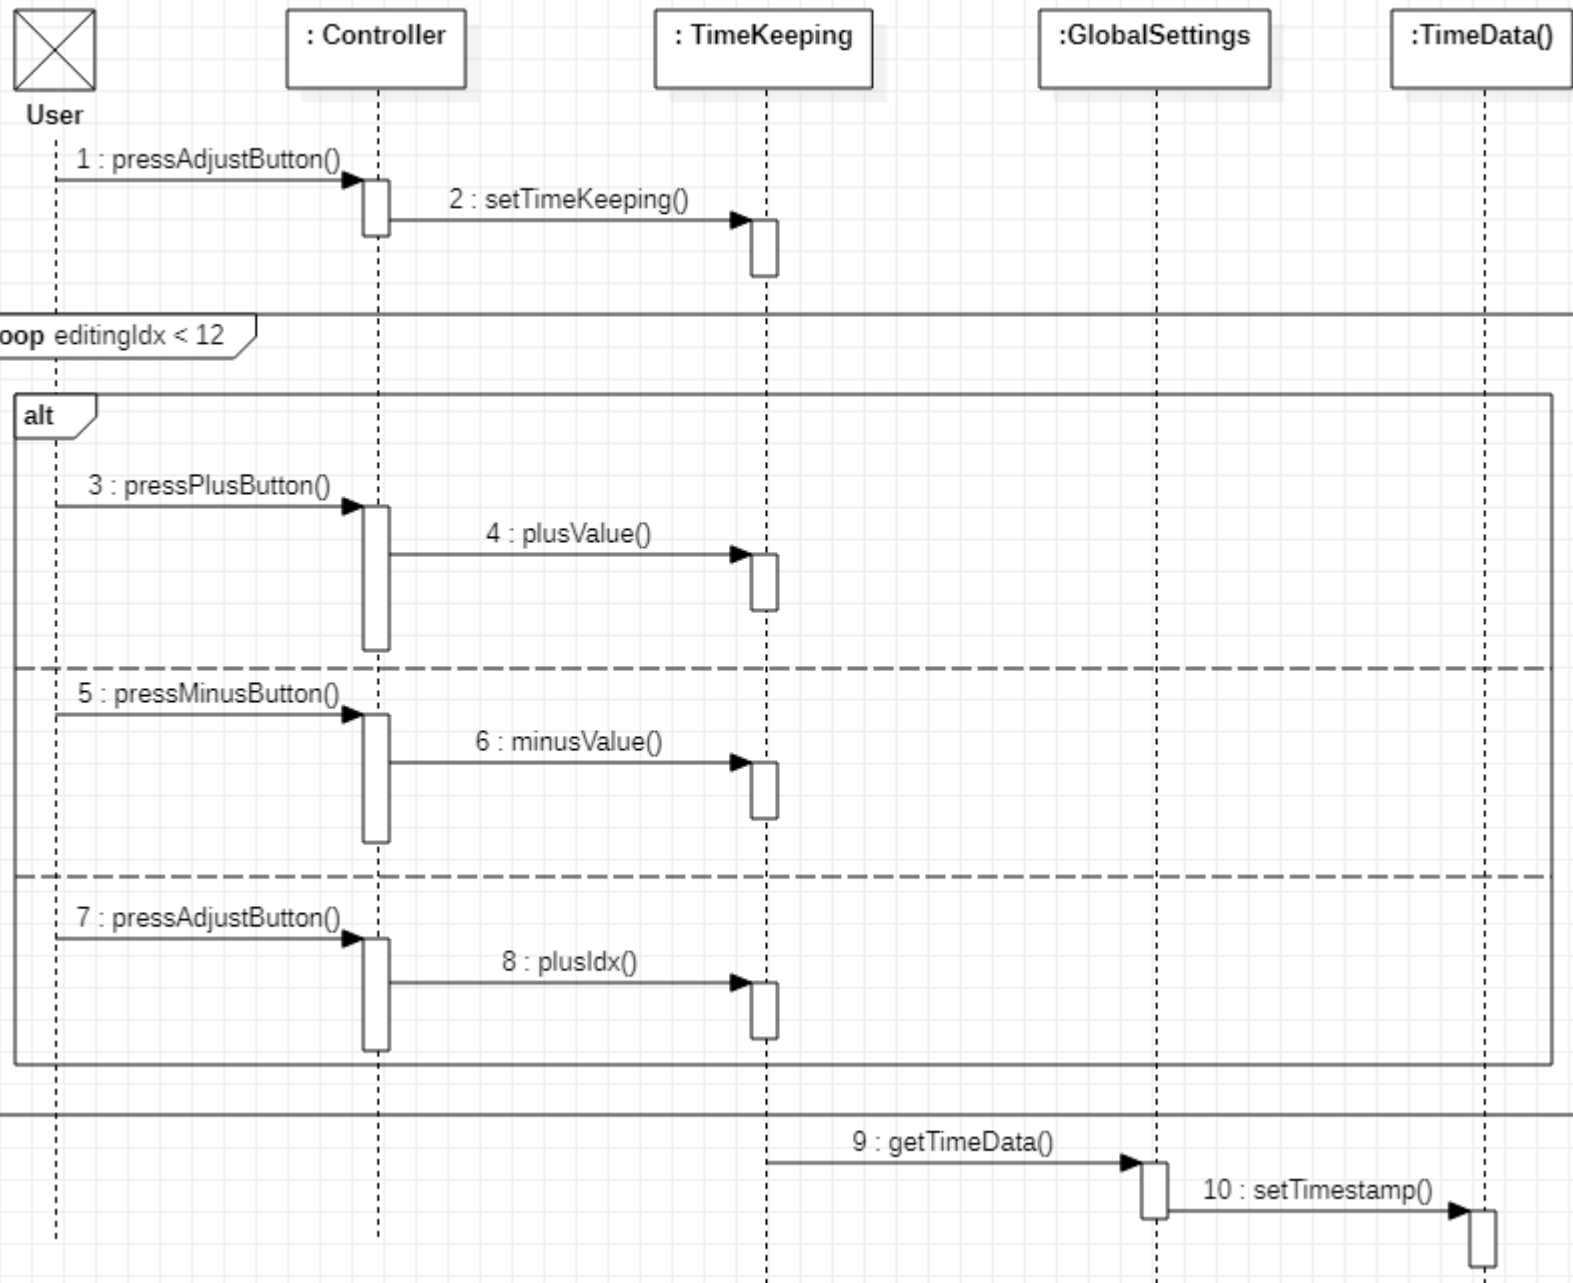 : Controller
: TimeKeeping
:GlobalSettings
:TimeData()
User
1 : pressAdjustButton()
2 : setTimeKeeping()
oop editingIdx < 12
alt
3 : pressPlusButton()
4 : plusValue()
5 : pressMinusButton()
6 : minusValue()
7 : pressAdjustButton()
8 : plusIdx()
9 : getTimeData()
10 : setTimestamp()